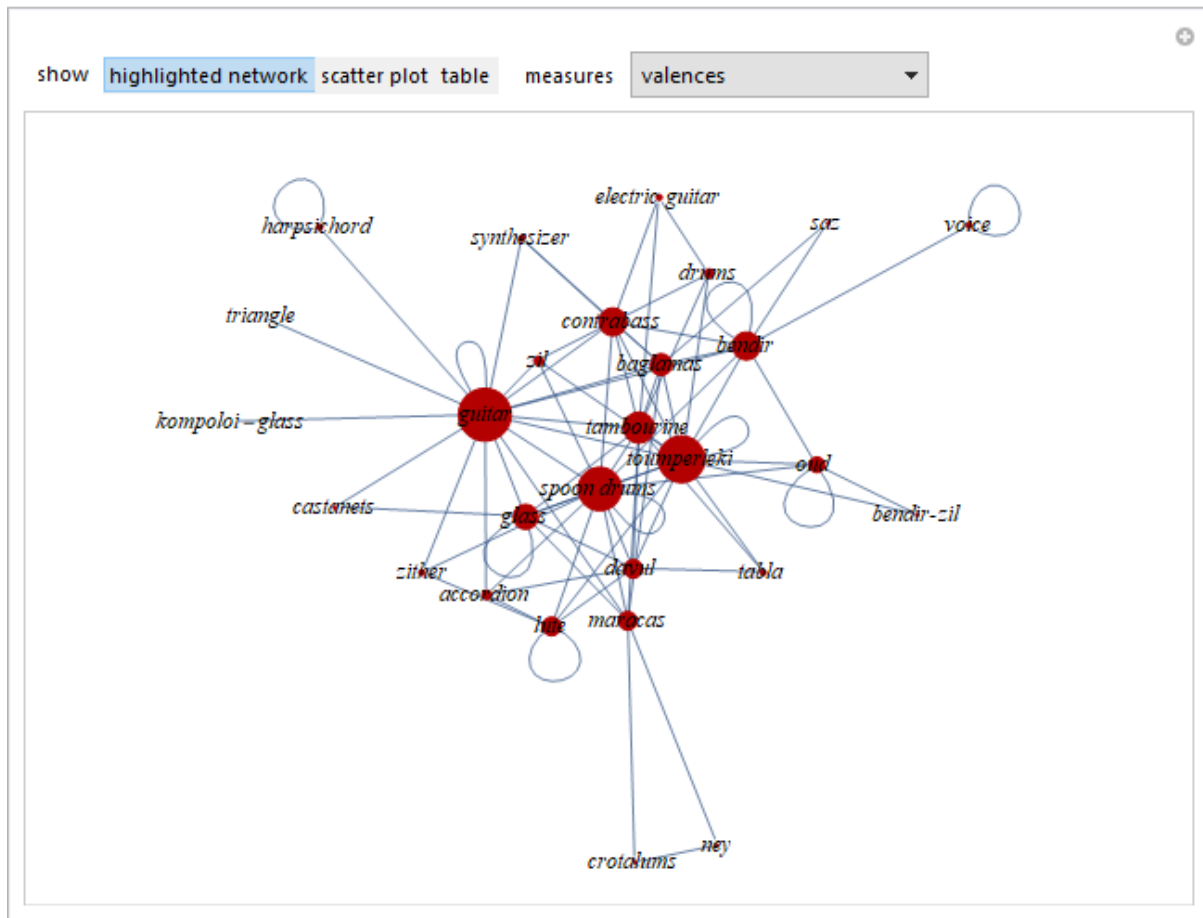 show highlighted network scatter plot table measures valences
electric guitar
harpsichord
synthesizer
saz
voice
drums
triangle
contrabass
bendir
zil
baglamas
guitar
kompoloi–glass
tambourine
toumperleki
oud
spoon drums
castanets
glass
bendir-zil
zither
davul
tabla
accordion
lute
maracas
crotalums
ney